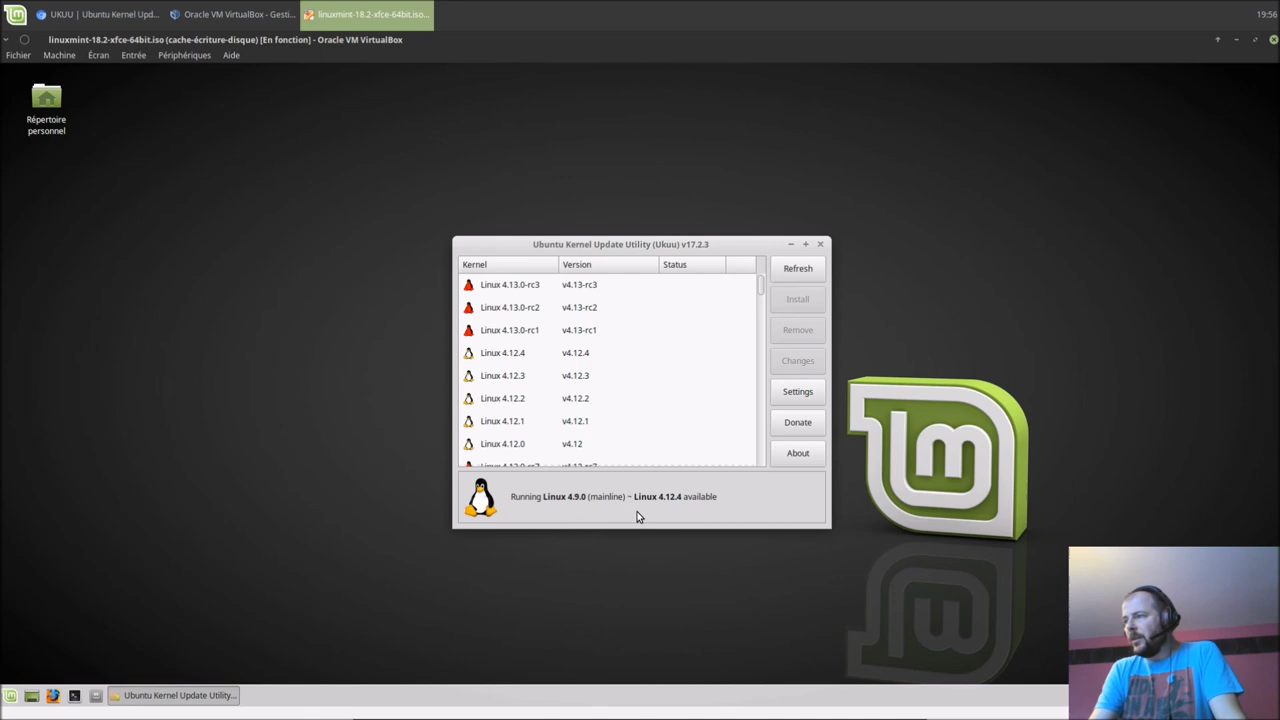 UKUU | Ubuntu Kernel Upd... Oracle VM VirtualBox - Gesti... linuxmint-18.2-xfce-64bit.iso... 19:56
linuxmint-18.2-xfce-64bit.iso (cache-écriture-disque) [En fonction] - Oracle VM VirtualBox
Fichier Machine Écran Entrée Périphériques Aide
Répertoire
personnel
Ubuntu Kernel Update Utility (Ukuu) v17.2.3
Kernel Version Status Refresh
Linux 4.13.0-rc3 v4.13-rc3
Install
Linux 4.13.0-rc2 v4.13-rc2
Linux 4.13.0-rc1 v4.13-rc1 Remove
Linux 4.12.4 v4.12.4 Changes
Linux 4.12.3 v4.12.3
Linux 4.12.2 v4.12.2 Settings
Linux 4.12.1 v4.12.1 Donate
Linux 4.12.0 v4.12
About
Running Linux 4.9.0 (mainline) ~ Linux 4.12.4 available
Ubuntu Kernel Update Utility...